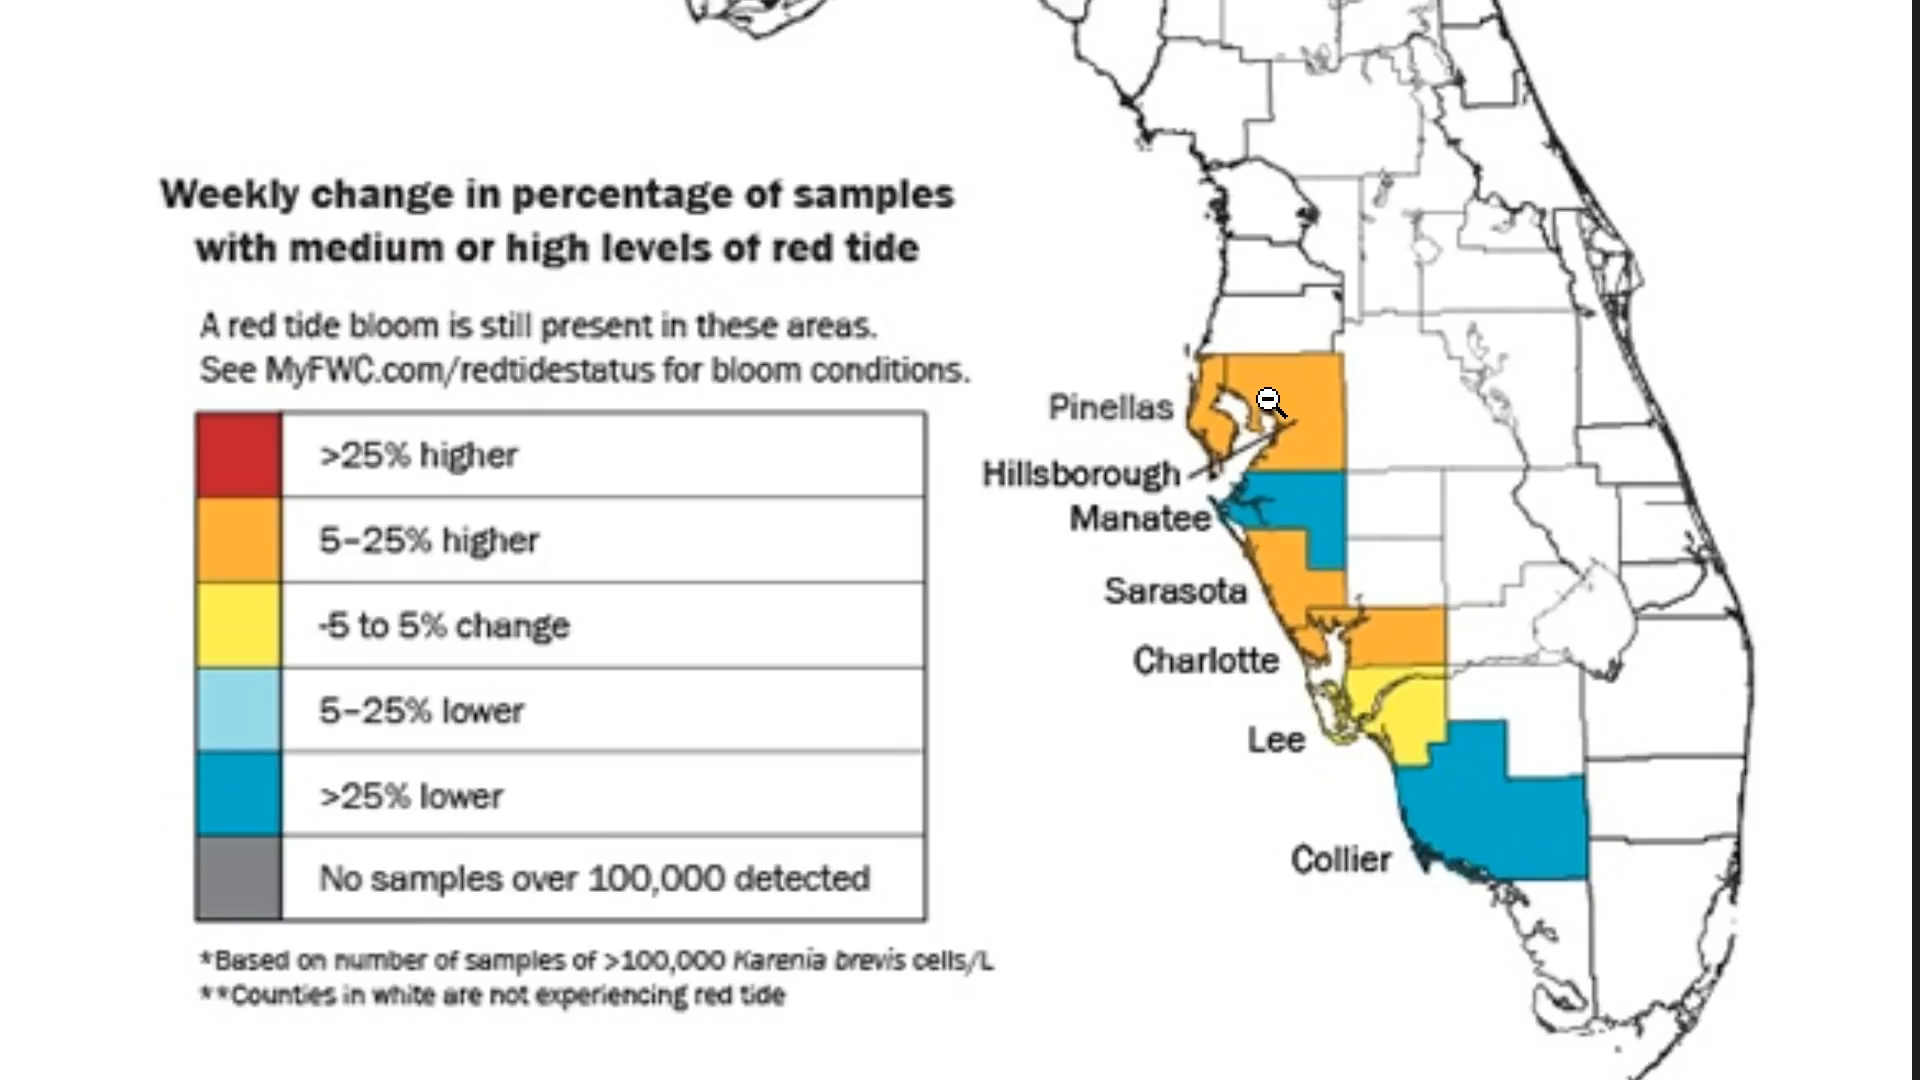 Weekly change in percentage of samples
with medium or high levels of red tide
A red tide bloom is still present in these areas.
See MyFWC.com/redtidestatus for bloom conditions.
>25% higher
5–25% higher
-5 to 5% change
5–25% lower
>25% lower
No samples over 100,000 detected
*Based on number of samples of >100,000 Karenia brevis cells/L
**Counties in white are not experiencing red tide
Pinellas
Hillsborough
Manatee
Sarasota
Charlotte
Lee
Collier